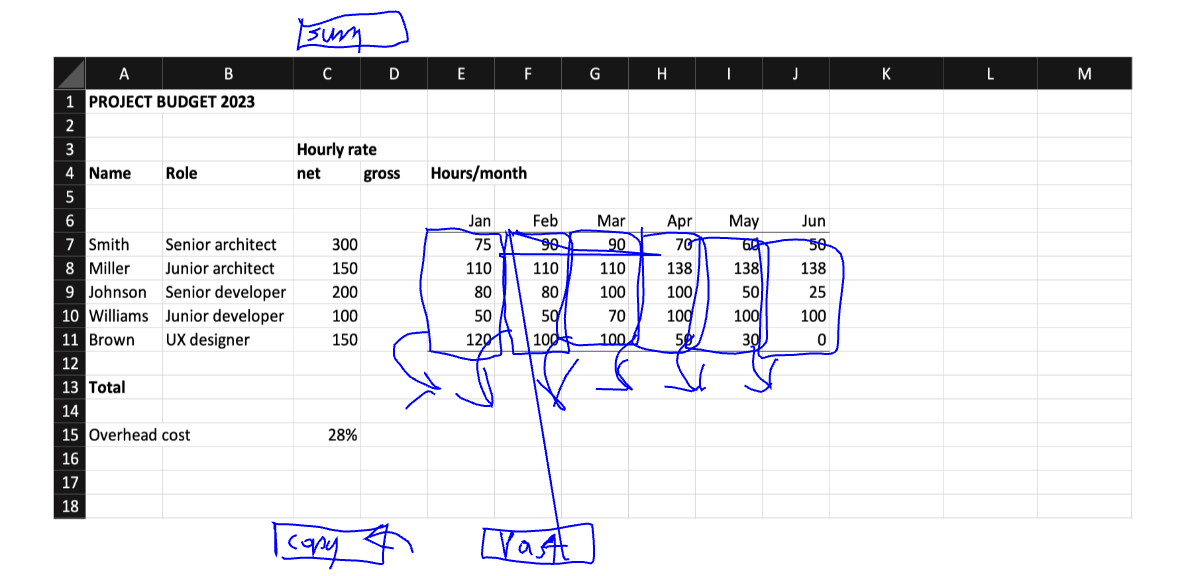 sum
A B C D E F G H I J K L M
1 PROJECT BUDGET 2023
2
3 Hourly rate
4 Name Role net gross Hours/month
5
6 Jan Feb Mar Apr May Jun
7 Smith Senior architect 300 75 90 90 70 60 50
8 Miller Junior architect 150 110 110 110 138 138 138
9 Johnson Senior developer 200 80 80 100 100 50 25
10 Williams Junior developer 100 50 50 70 100 100 100
11 Brown UX designer 150 120 100 100 50 30 0
12
13 Total
14
15 Overhead cost 28%
16
17
18
copy